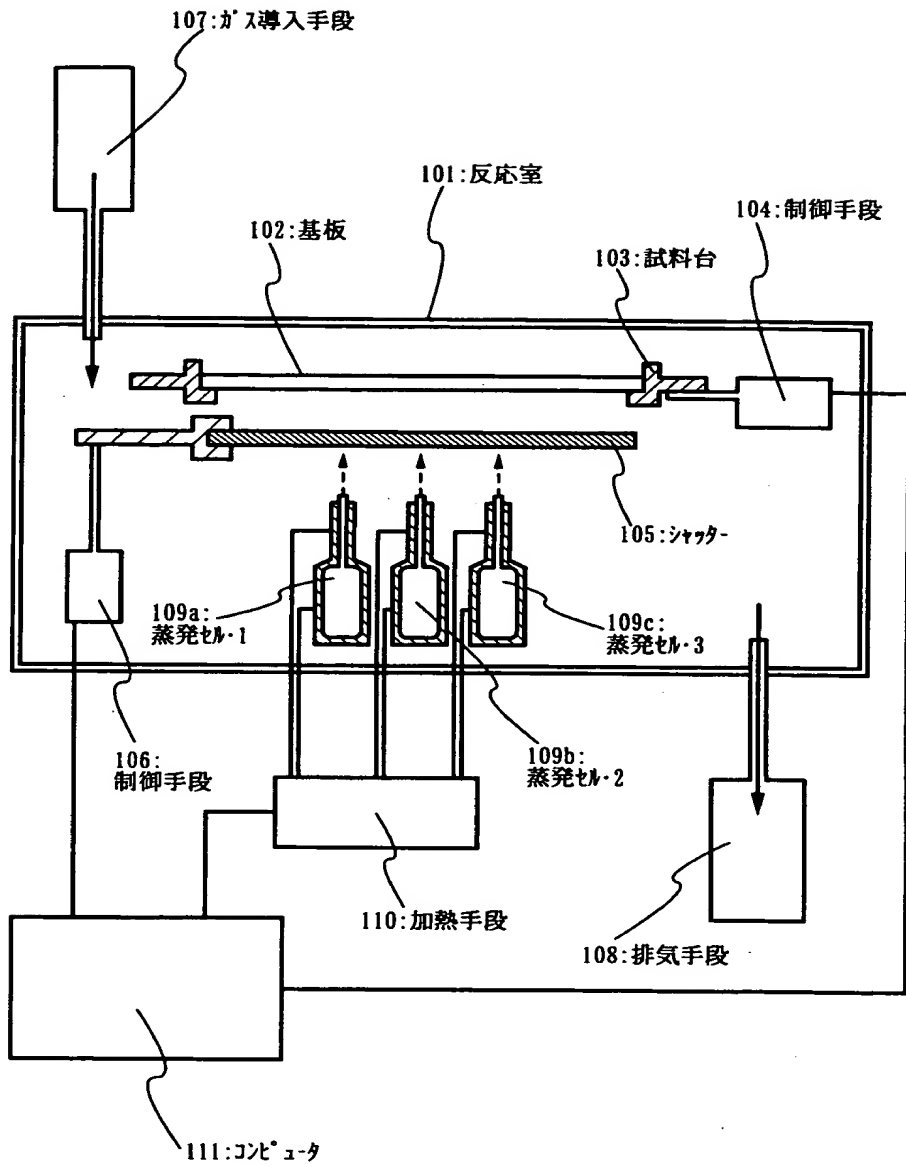 107:ｶﾞｽ導入手段
101:反応室
102:基板
103:試料台
104:制御手段
105:ｼｬｯﾀｰ
109a:
蒸発ｾﾙ･1
109c:
蒸発ｾﾙ･3
109b:
蒸発ｾﾙ･2
106:
制御手段
110:加熱手段
108:排気手段
111:ｺﾝﾋﾟｭｰﾀ